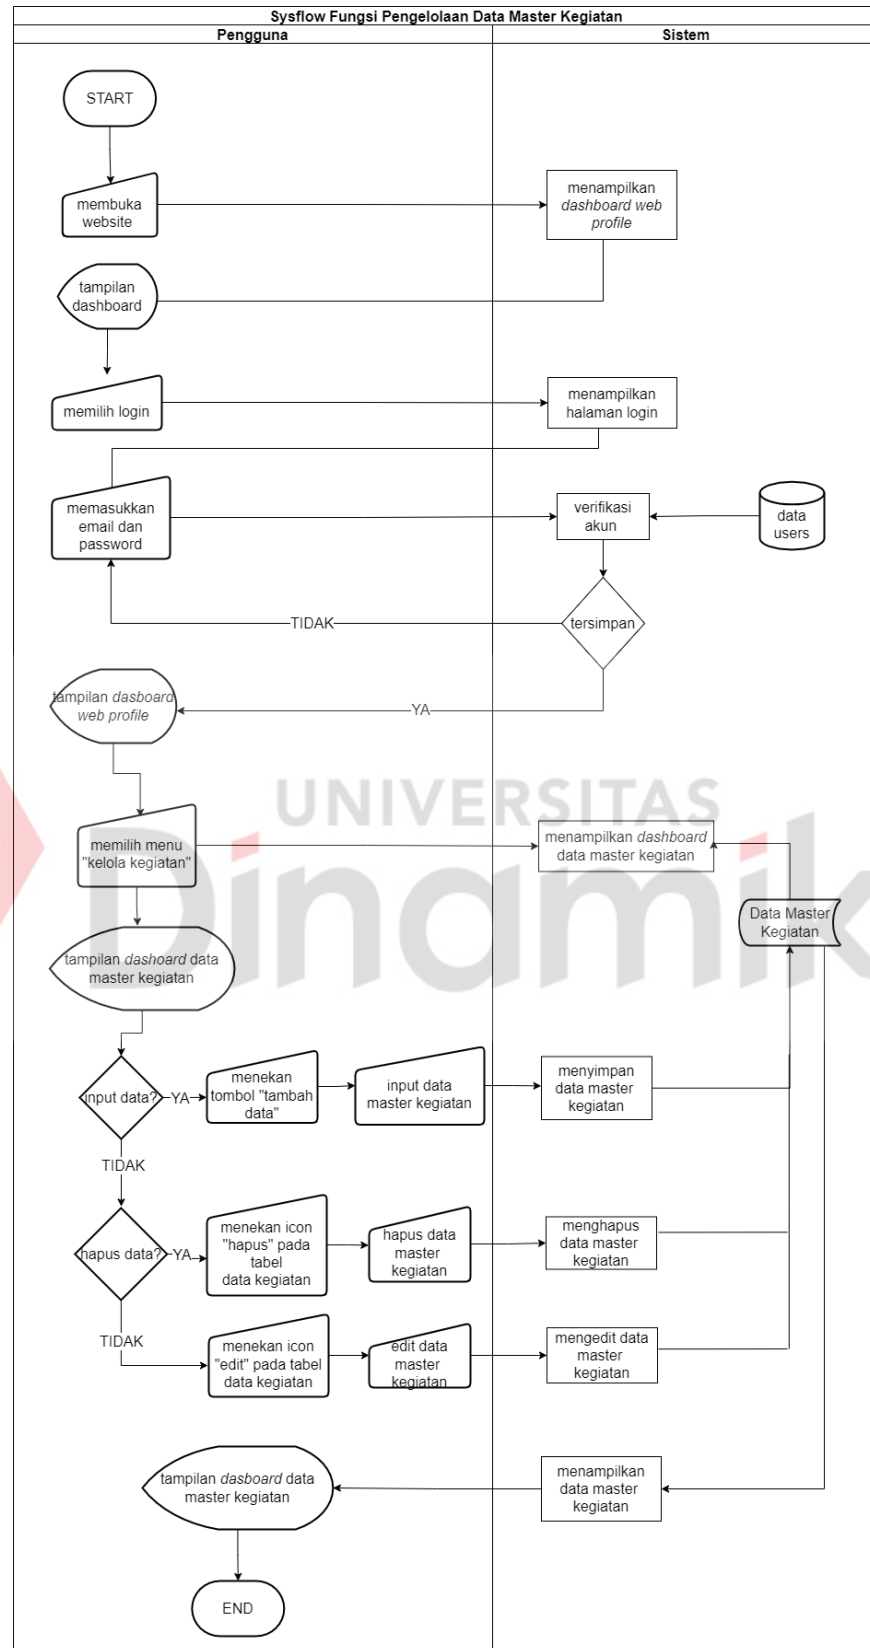 Sysflow Fungsi Pengelolaan Data Master Kegiatan
Pengguna
Sistem
START
membuka
website
menampilkan
dashboard web
profile
tampilan
dashboard
memilih login
menampilkan
halaman login
memasukkan
email dan
password
verifikasi
akun
data
users
tersimpan
TIDAK
YA
tampilan dasboard
web profile
UNIVERSITAS
Dinamik
memilih menu
"kelola kegiatan"
menampilkan dashboard
data master kegiatan
Data Master
Kegiatan
tampilan dashoard data
master kegiatan
input data?
YA
menekan
tombol "tambah
data"
input data
master kegiatan
menyimpan
data master
kegiatan
TIDAK
hapus data?
YA
menekan icon
"hapus" pada
tabel
data kegiatan
hapus data
master
kegiatan
menghapus
data master
kegiatan
TIDAK
menekan icon
"edit" pada tabel
data kegiatan
edit data
master
kegiatan
mengedit data
master
kegiatan
tampilan dasboard data
master kegiatan
menampilkan
data master
kegiatan
END